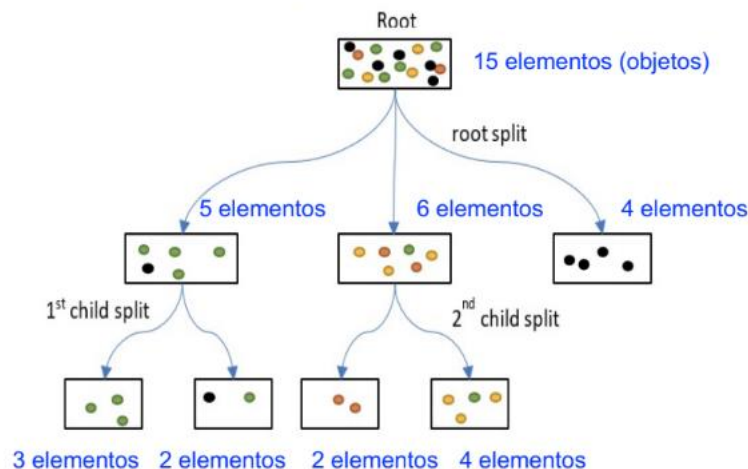 Root
15 elementos (objetos)
root split
5 elementos
6 elementos
4 elementos
1st child split
2nd child split
3 elementos
2 elementos
2 elementos
4 elementos